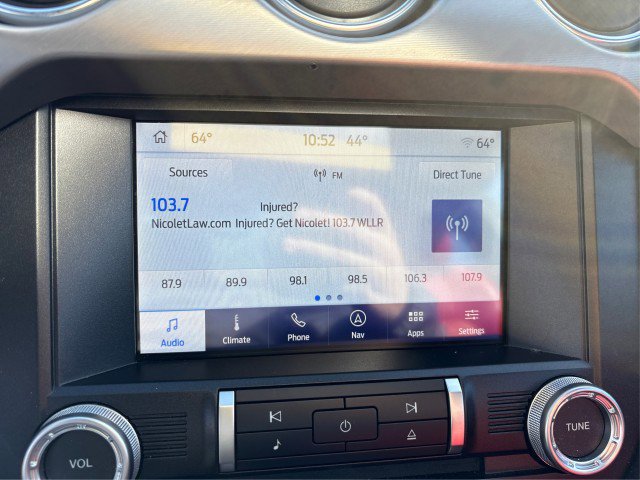 64° 10:52 44° 64°
Sources FM Direct Tune
103.7 Injured?
NicoletLaw.com Injured? Get Nicolet! 103.7 WLLR
87.9 89.9 98.1 98.5 106.3 107.9
Audio Climate Phone Nav Apps Settings
VOL TUNE